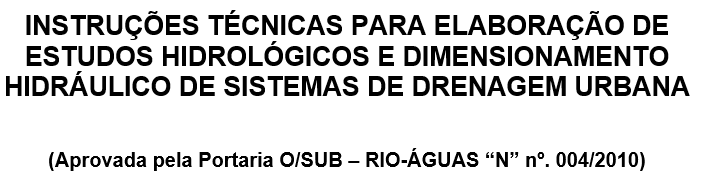 INSTRUÇÕES TÉCNICAS PARA ELABORAÇÃO DE
ESTUDOS HIDROLÓGICOS E DIMENSIONAMENTO
HIDRÁULICO DE SISTEMAS DE DRENAGEM URBANA
(Aprovada pela Portaria O/SUB – RIO-ÁGUAS “N” nº. 004/2010)